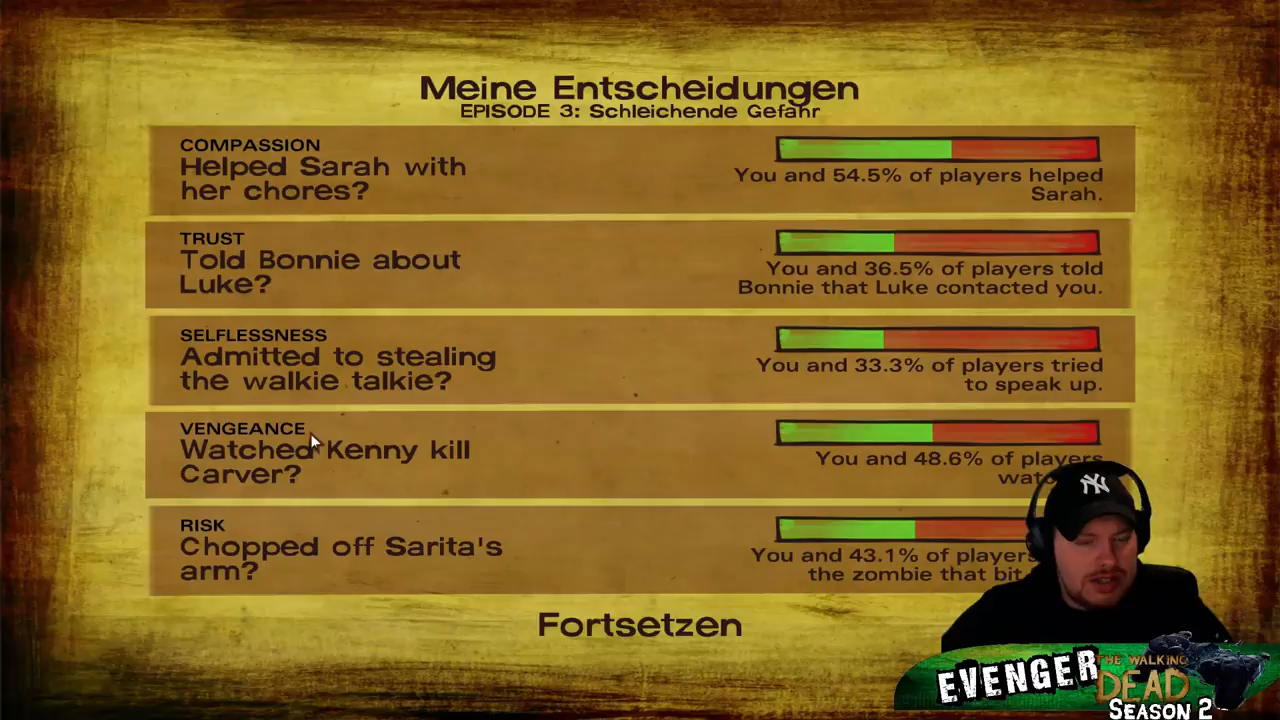 Meine Entscheidungen
EPISODE 3: Schleichende Gefahr
COMPASSION
Helped Sarah with
her chores?
You and 54.5% of players helped
Sarah.
TRUST
Told Bonnie about
Luke?
You and 36.5% of players told
Bonnie that Luke contacted you.
SELFLESSNESS
Admitted to stealing
the walkie talkie?
You and 33.3% of players tried
to speak up.
VENGEANCE
Watched Kenny kill
Carver?
You and 48.6% of players
RISK
Chopped off Sarita's
arm?
You and 43.1% of players
the zombie that bit
Fortsetzen
NY
EVENGER
THE WALKING
DEAD
SEASON 2